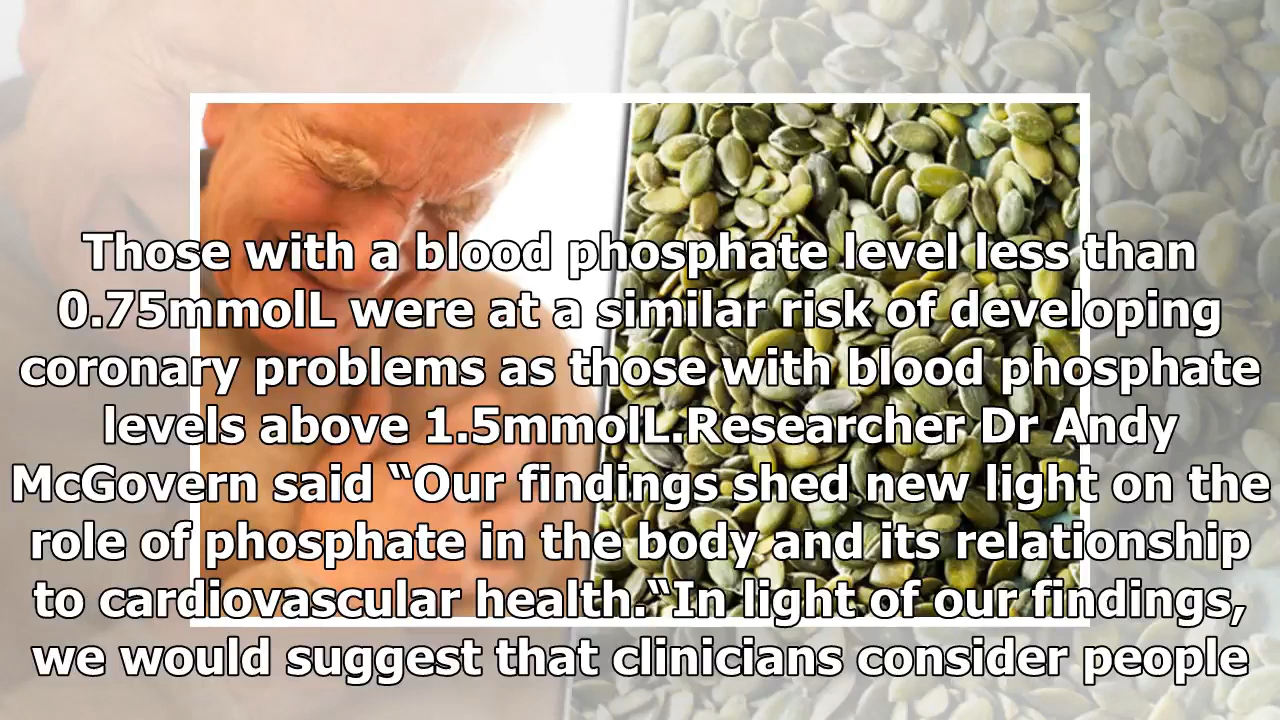 Those with a blood phosphate level less than
0.75mmolL were at a similar risk of developing
coronary problems as those with blood phosphate
levels above 1.5mmolL.Researcher Dr Andy
McGovern said “Our findings shed new light on the
role of phosphate in the body and its relationship
to cardiovascular health.“In light of our findings,
we would suggest that clinicians consider people